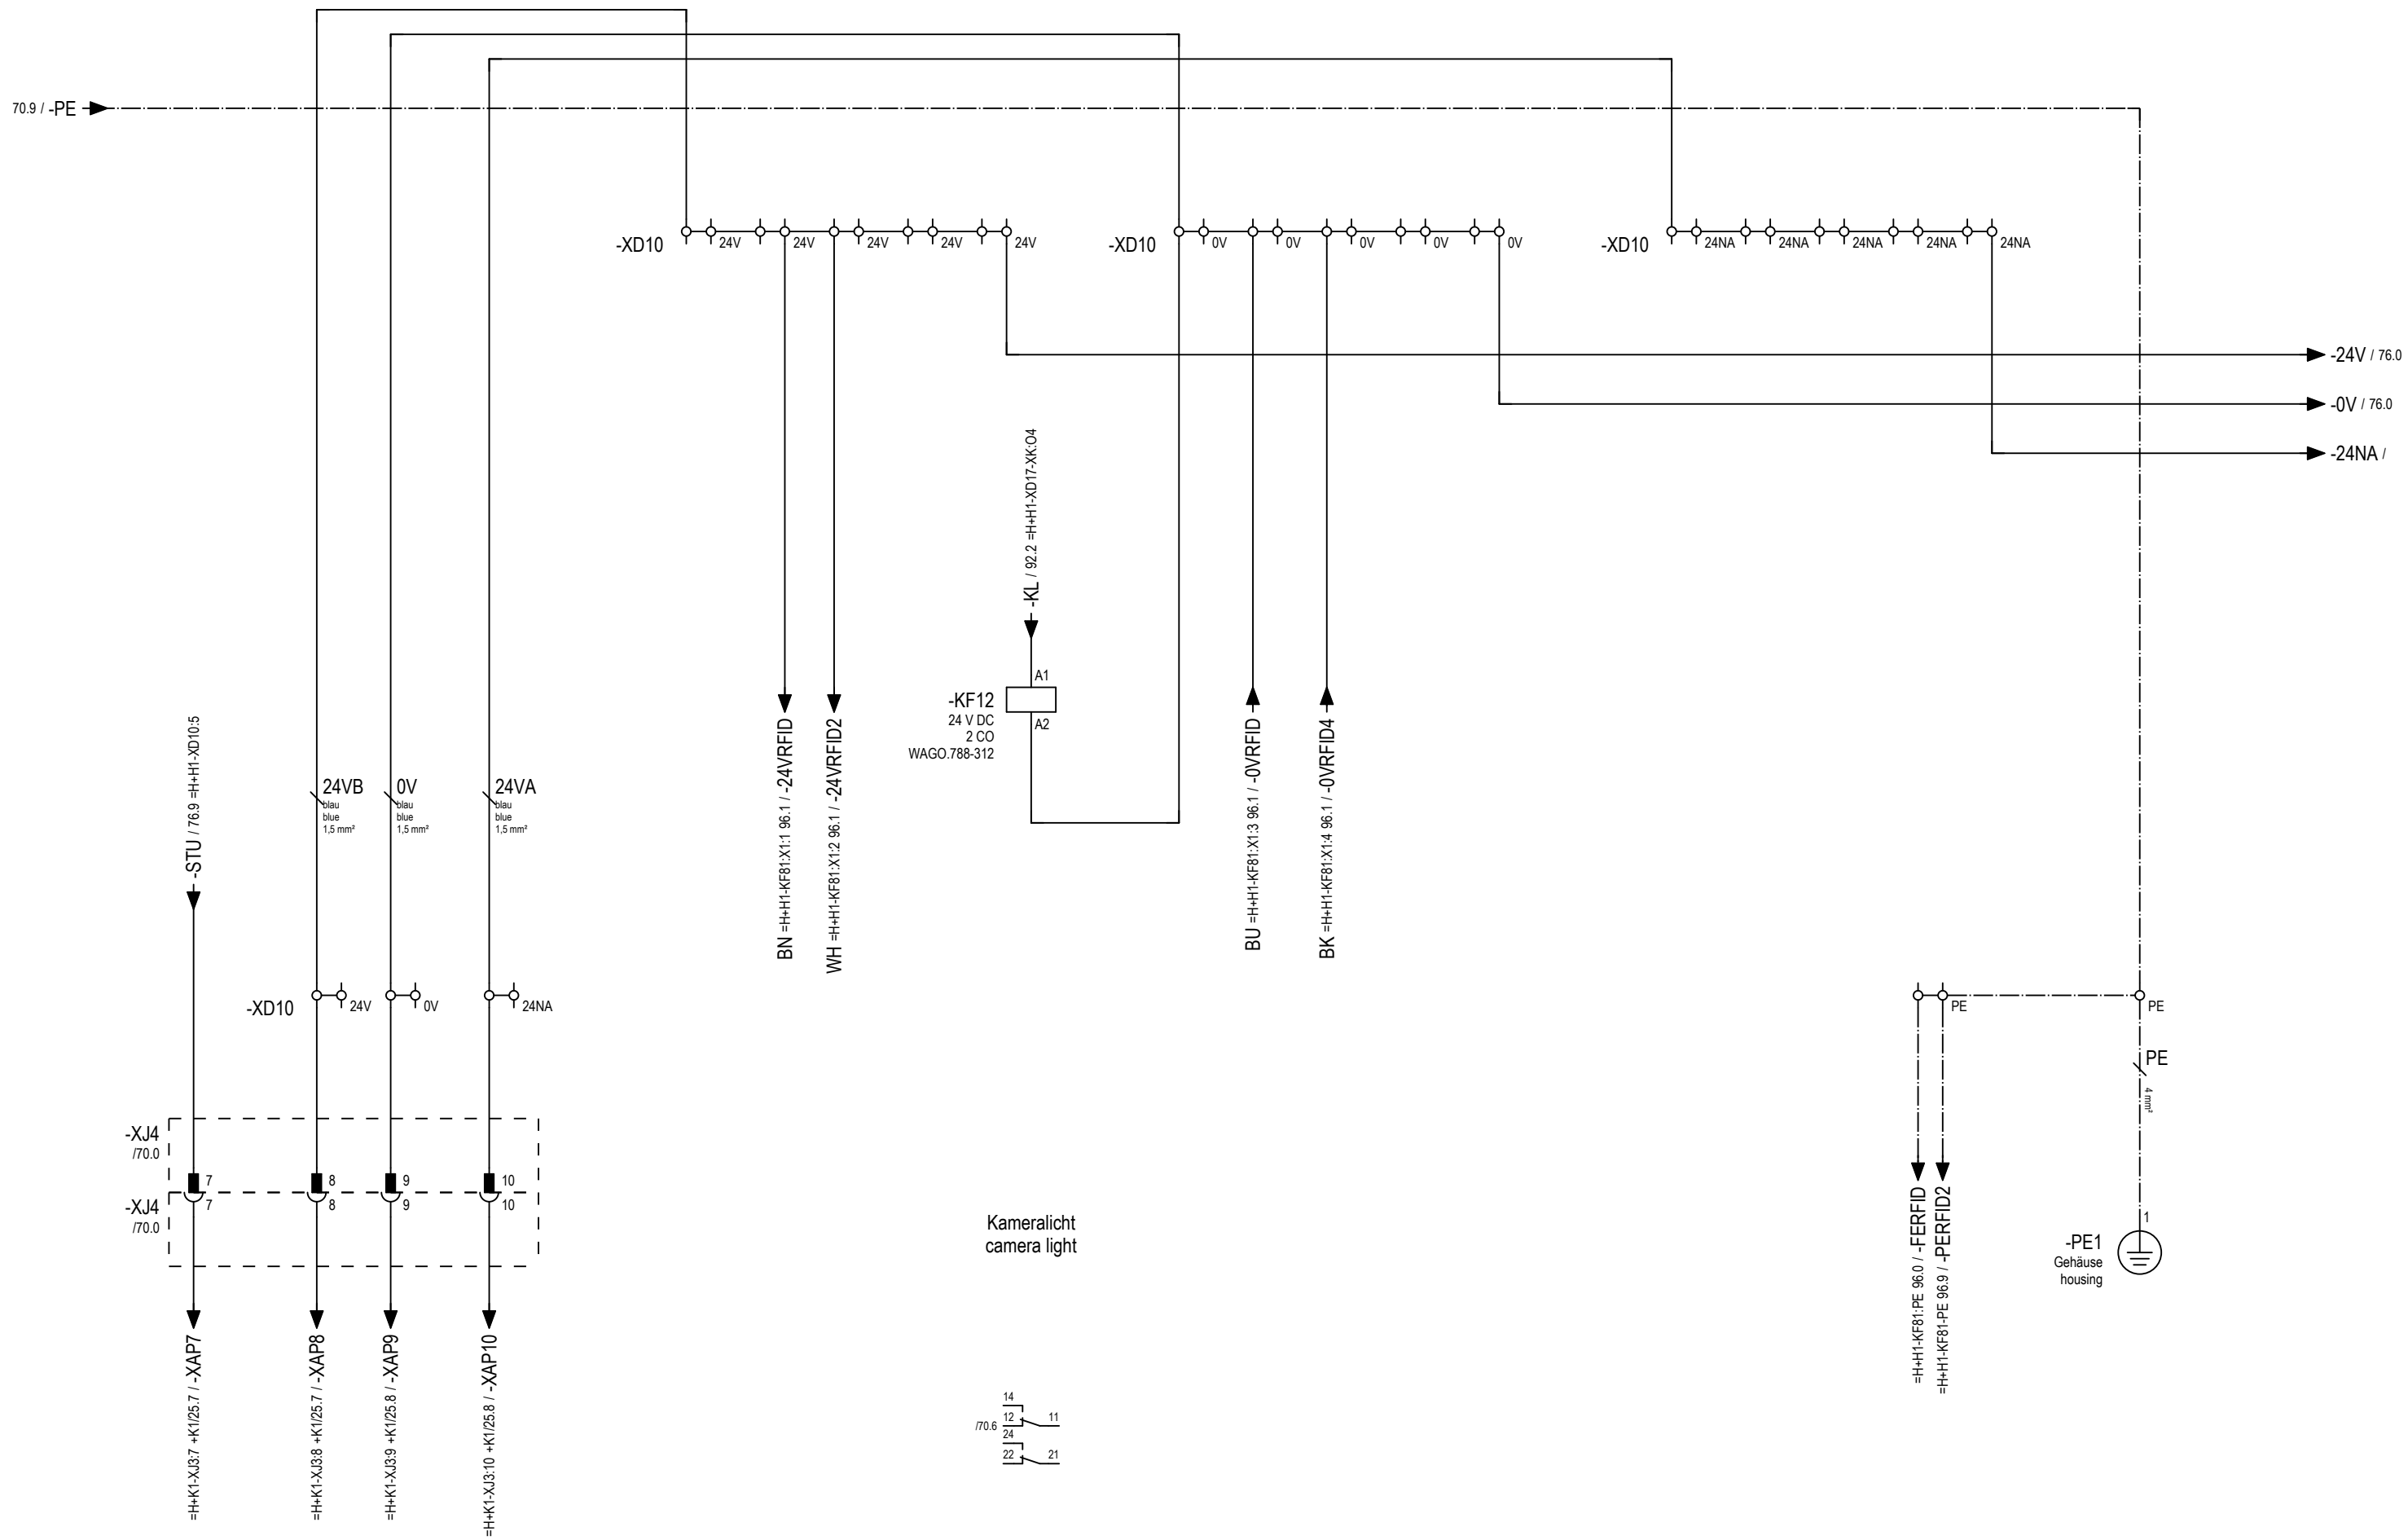 70.9 / -PE
-XD10
24V
24V
24V
24V
24V
-XD10
0V
0V
0V
0V
0V
-XD10
24NA
24NA
24NA
24NA
24NA
-24V / 76.0
-0V / 76.0
-24NA /
-KL / 92.2 =H+H1-XD17-XK:O4
A1
-KF12
24 V DC
2 CO
WAGO.788-312
A2
BN =H+H1-KF81:X1:1 96.1 / -24VRFID
WH =H+H1-KF81:X1:2 96.1 / -24VRFID2
BU =H+H1-KF81:X1:3 96.1 / -0VRFID
BK =H+H1-KF81:X1:4 96.1 / -0VRFID4
-STU / 76.9 =H+H1-XD10:5
24VB
blau
blue
1,5 mm²
0V
blau
blue
1,5 mm²
24VA
blau
blue
1,5 mm²
-XD10
24V
0V
24NA
PE
PE
PE
4 mm²
-XJ4
/70.0
7
8
9
10
-XJ4
/70.0
7
8
9
10
Kameralicht
camera light
=H+H1-KF81:PE 96.0 / -FERFID
=H+H1-KF81-PE 96.9 / -PERFID2
1
-PE1
Gehäuse
housing
=H+K1-XJ3:7 +K1/25.7 / -XAP7
=H+K1-XJ3:8 +K1/25.7 / -XAP8
=H+K1-XJ3:9 +K1/25.8 / -XAP9
=H+K1-XJ3:10 +K1/25.8 / -XAP10
14
/70.6 12 11
24
22 21